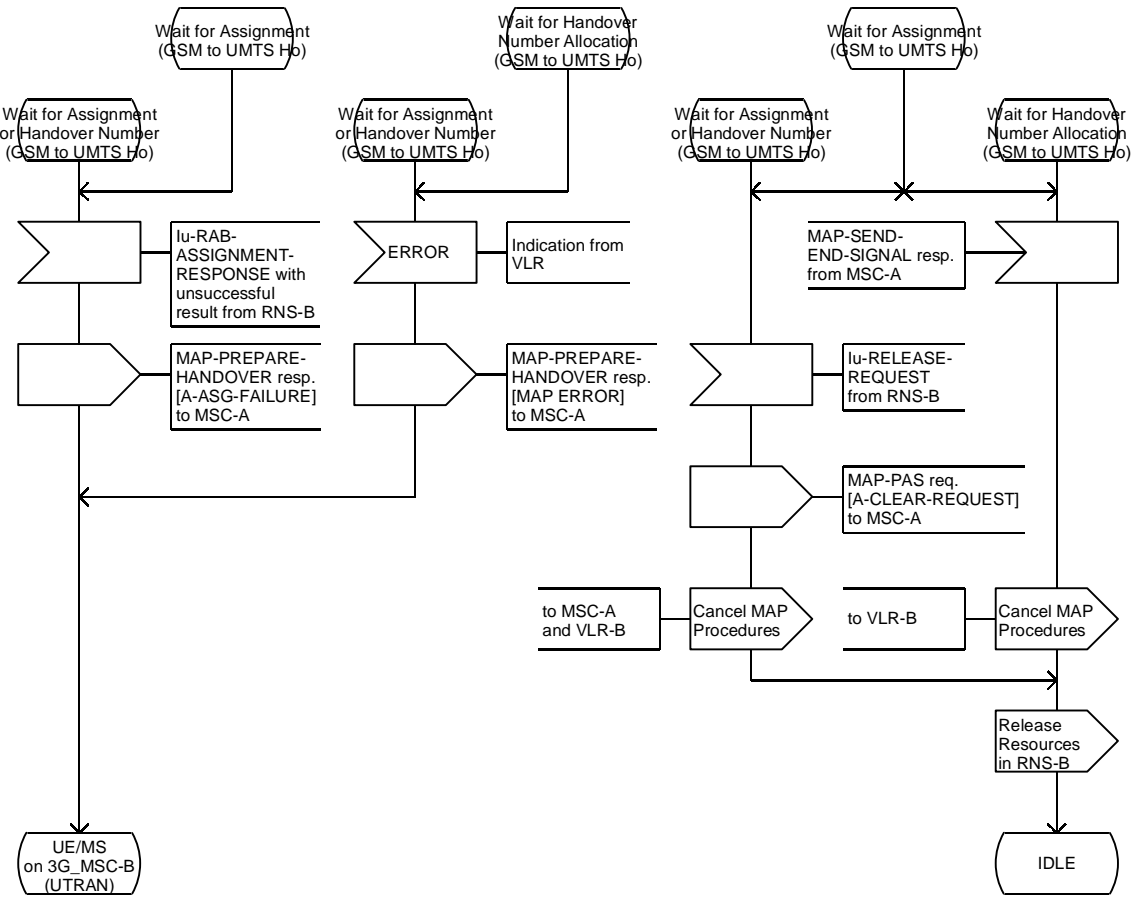 Wait for Assignment
(GSM to UMTS Ho)
Wait for Handover
Number Allocation
(GSM to UMTS Ho)
Wait for Assignment
(GSM to UMTS Ho)
Wait for Assignment
or Handover Number
(GSM to UMTS Ho)
Wait for Assignment
or Handover Number
(GSM to UMTS Ho)
Wait for Assignment
or Handover Number
(GSM to UMTS Ho)
Wait for Handover
Number Allocation
(GSM to UMTS Ho)
Iu-RAB-
ASSIGNMENT-
RESPONSE with
unsuccessful
result from RNS-B
ERROR
Indication from
VLR
MAP-SEND-
END-SIGNAL resp.
from MSC-A
MAP-PREPARE-
HANDOVER resp.
[A-ASG-FAILURE]
to MSC-A
MAP-PREPARE-
HANDOVER resp.
[MAP ERROR]
to MSC-A
Iu-RELEASE-
REQUEST
from RNS-B
MAP-PAS req.
[A-CLEAR-REQUEST]
to MSC-A
to MSC-A
and VLR-B
Cancel MAP
Procedures
to VLR-B
Cancel MAP
Procedures
Release
Resources
in RNS-B
UE/MS
on 3G_MSC-B
(UTRAN)
IDLE